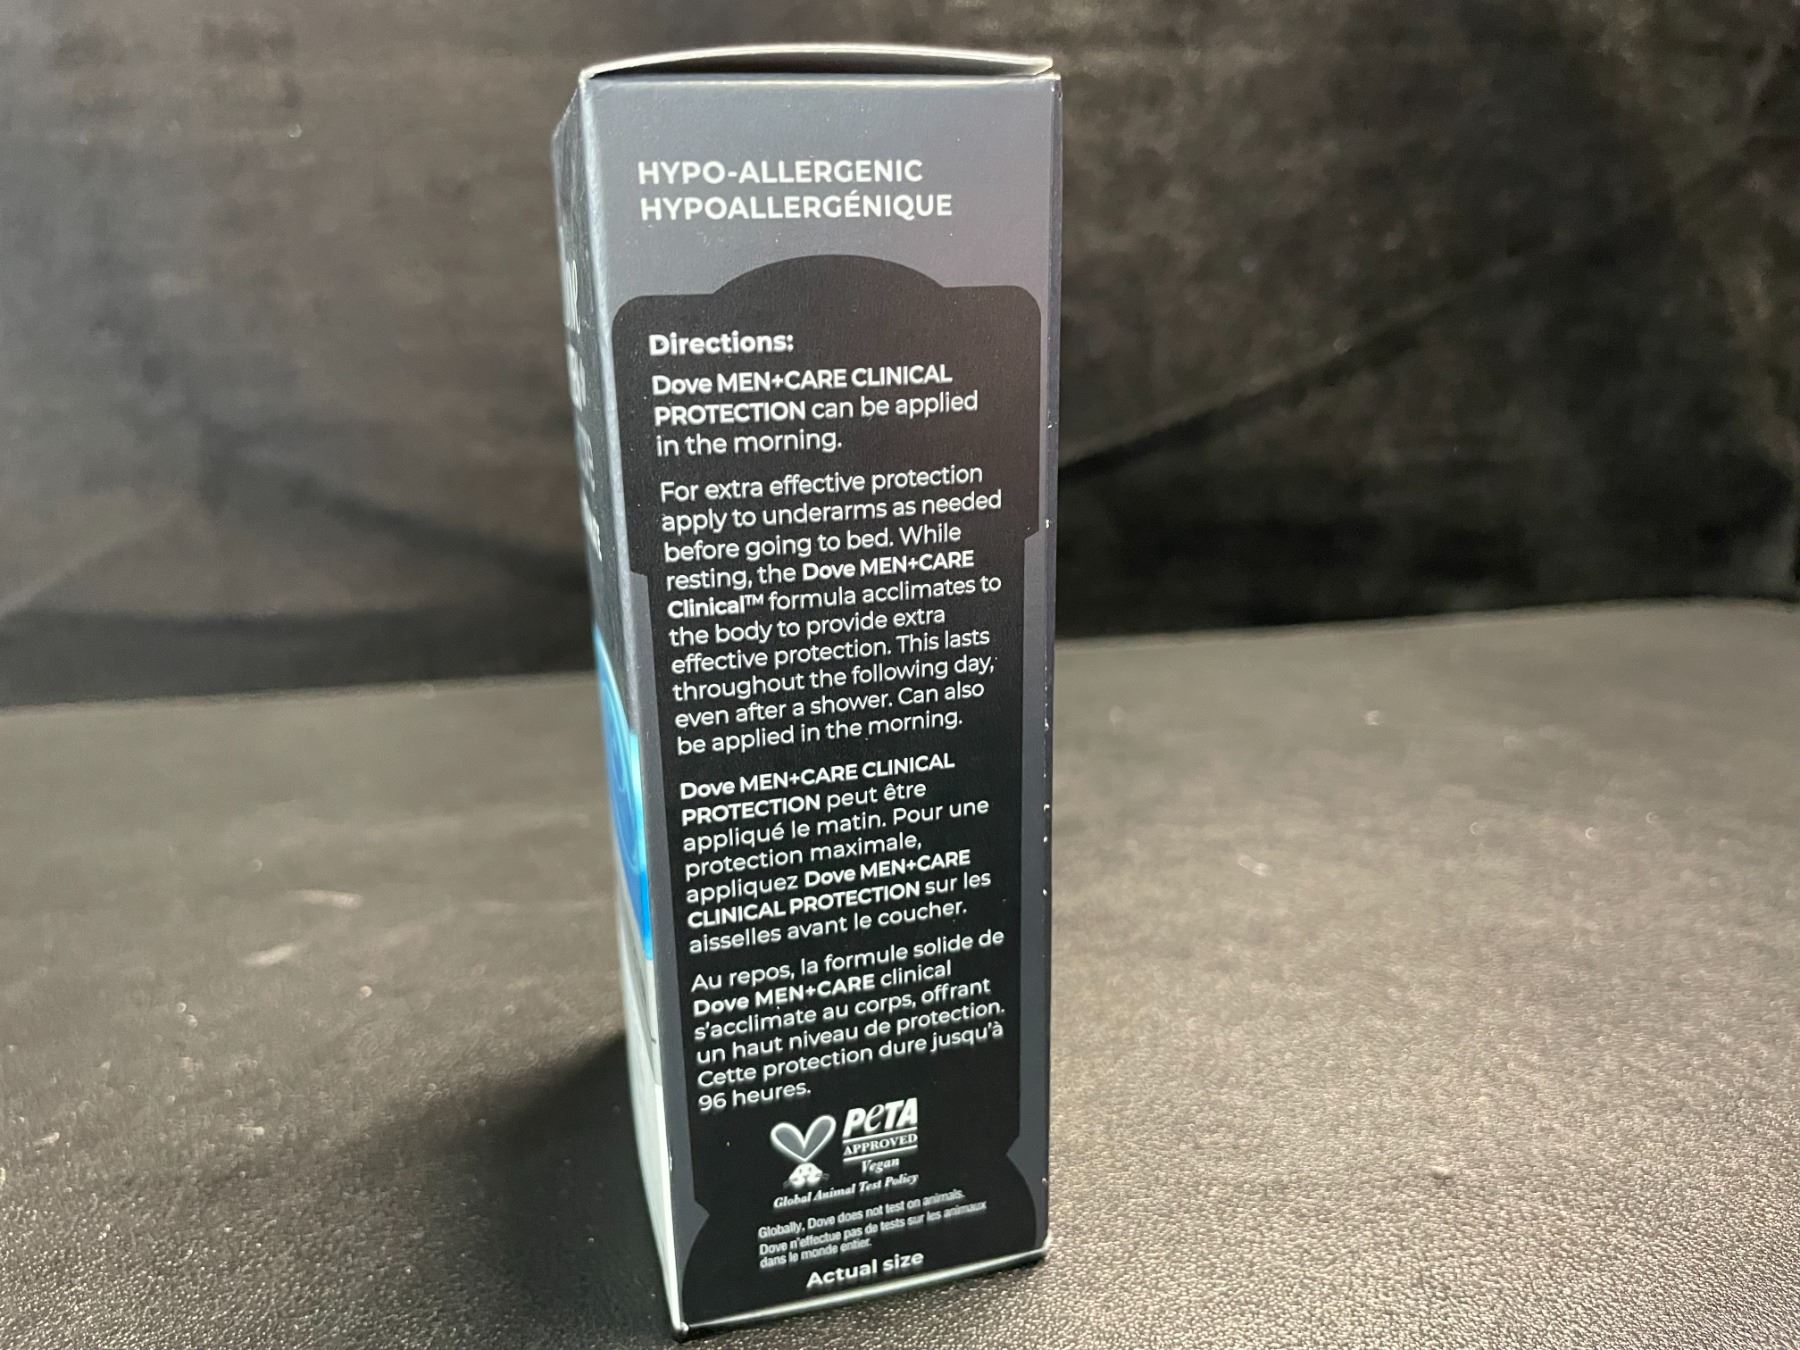 HYPO-ALLERGENIC
HYPOALLERGÉNIQUE
Directions:
Dove MEN+CARE CLINICAL
PROTECTION can be applied
in the morning.
For extra effective protection
apply to underarms as needed
before going to bed. While
resting, the Dove MEN+CARE
Clinical™ formula acclimates to
the body to provide extra
effective protection. This lasts
throughout the following day,
even after a shower. Can also
be applied in the morning.
Dove MEN+CARE CLINICAL
PROTECTION peut être
appliqué le matin. Pour une
protection maximale,
appliquez Dove MEN+CARE
CLINICAL PROTECTION sur les
aisselles avant le coucher.
Au repos, la formule solide de
Dove MEN+CARE clinical
s'acclimate au corps, offrant
un haut niveau de protection.
Cette protection dure jusqu'à
96 heures.
PETA
APPROVED
Vegan
Global Animal Test Policy
Globally, Dove does not test on animals.
Dove n'effectue pas de tests sur les animaux
dans le monde entier.
Actual size